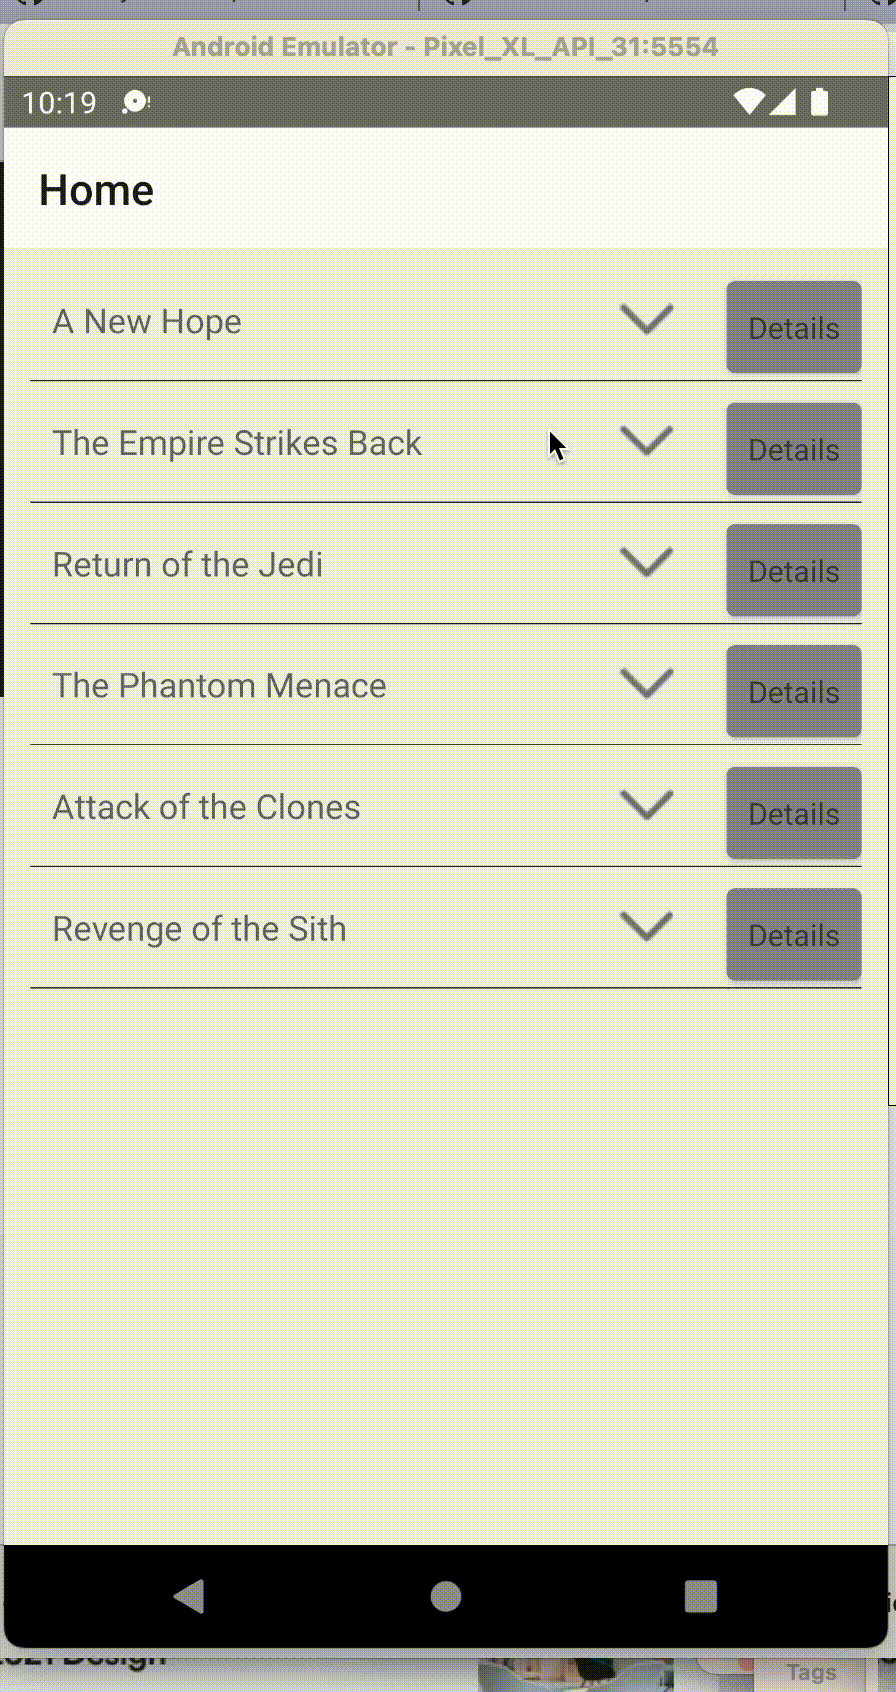 Android Emulator - Pixel_XL_API_31:5554
10:19
Home
A New Hope Details
The Empire Strikes Back Details
Return of the Jedi Details
The Phantom Menace Details
Attack of the Clones Details
Revenge of the Sith Details
Design
Tags